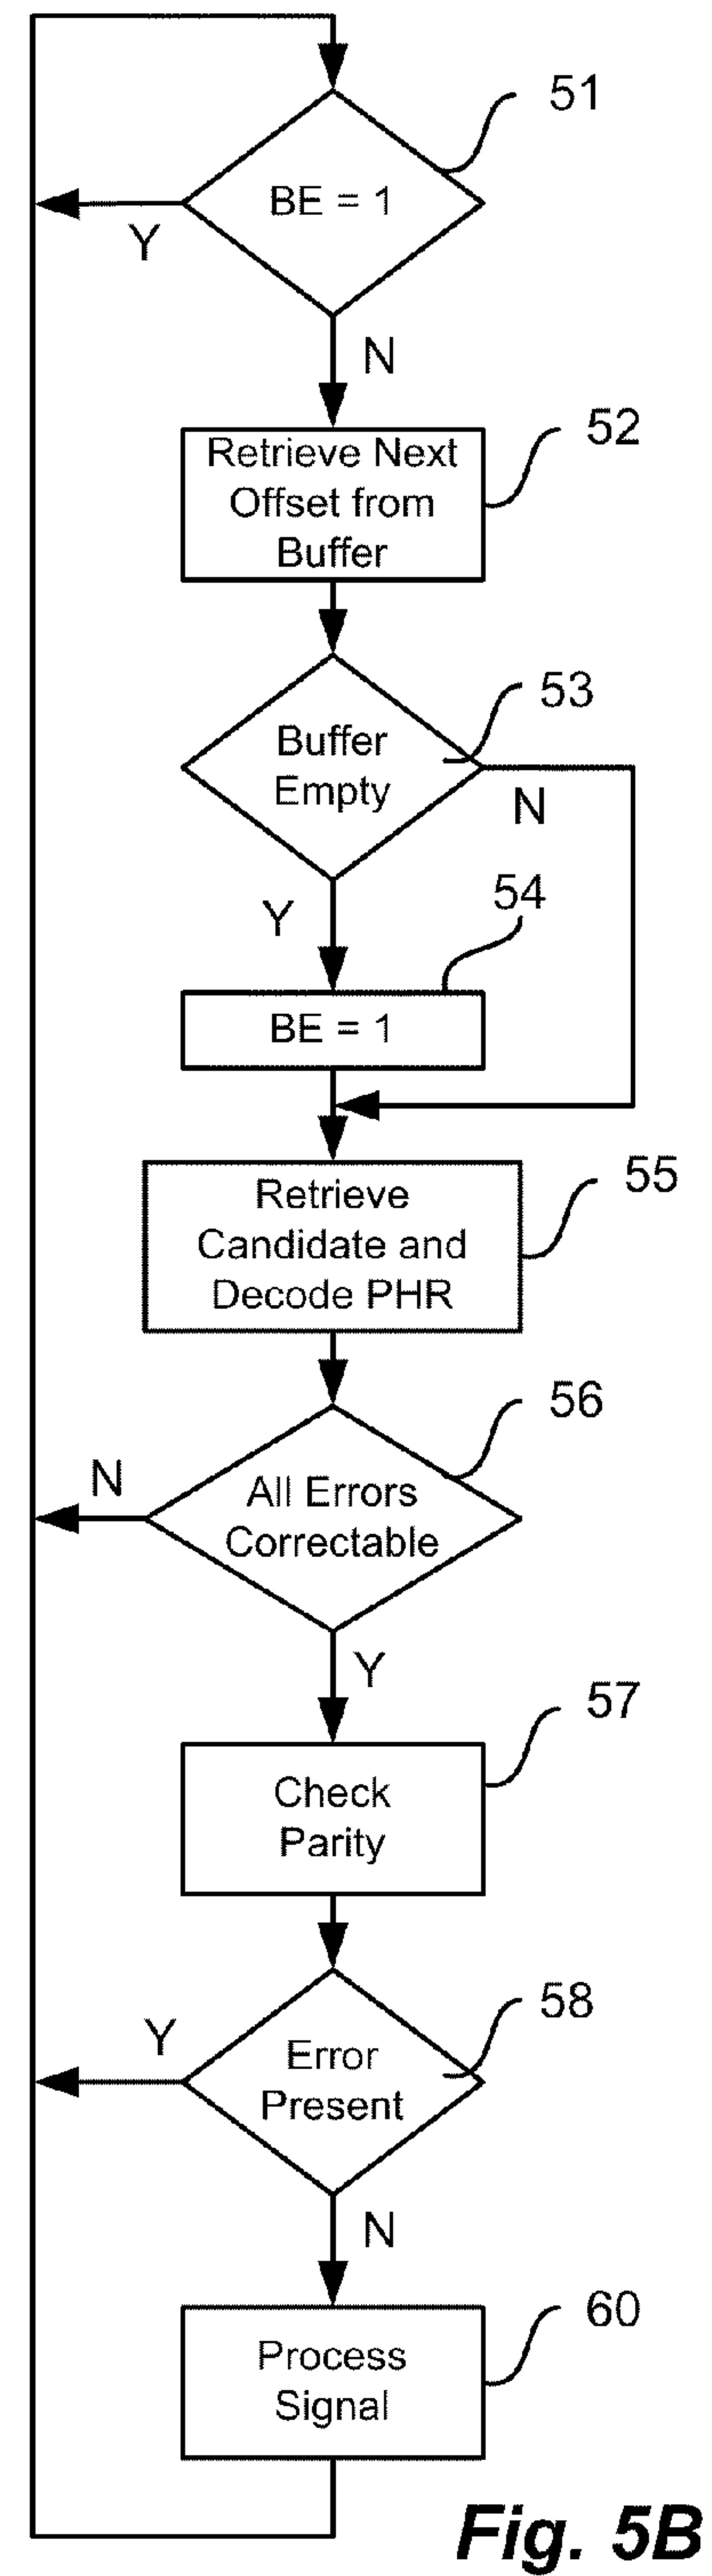 51
BE = 1
Y
N
52
Retrieve Next
Offset from
Buffer
53
Buffer
Empty
N
Y
54
BE = 1
55
Retrieve
Candidate and
Decode PHR
56
N
All Errors
Correctable
Y
57
Check
Parity
58
Y
Error
Present
N
60
Process
Signal
Fig. 5B